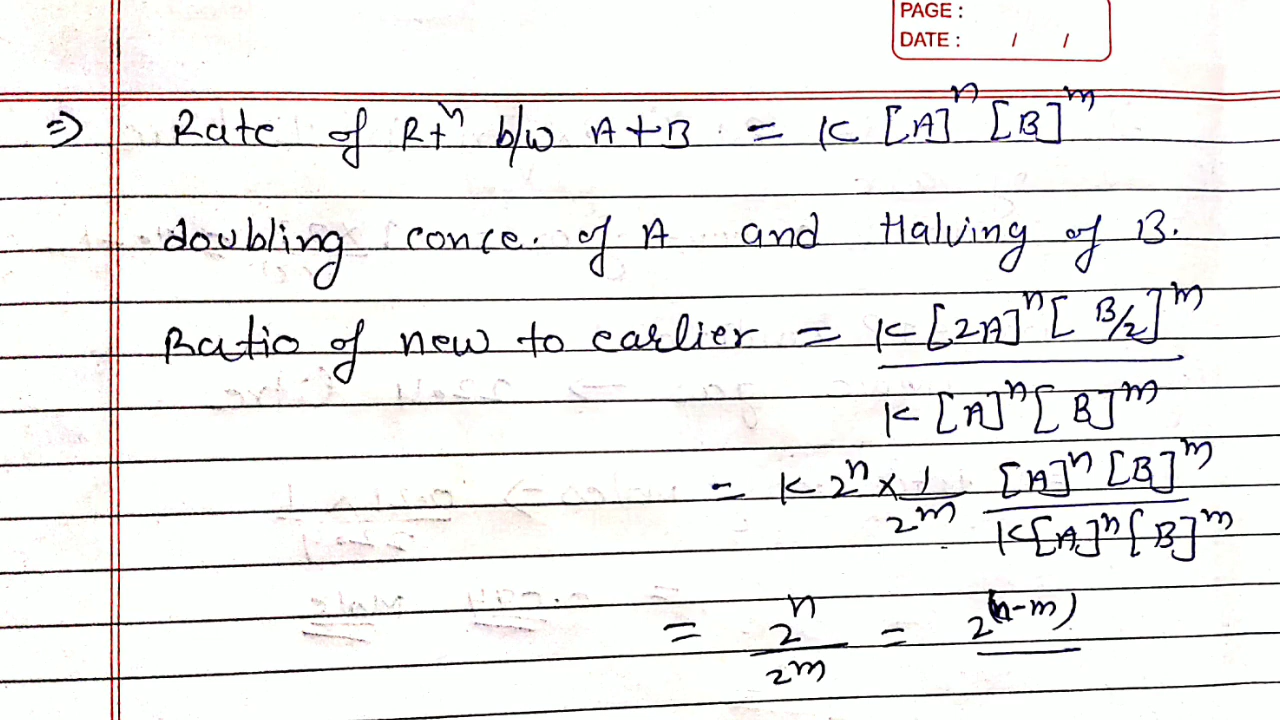 PAGE :
DATE : / /
⇒ Rate of Rxⁿ b/w A+B = K [A]ⁿ [B]ᵐ
doubling conce. of A and Halving of B.
Ratio of new to earlier = K [2A]ⁿ [B/2]ᵐ
K [A]ⁿ [B]ᵐ
= K 2ⁿ × 1/2ᵐ [A]ⁿ [B]ᵐ
K[A]ⁿ [B]ᵐ
= 2ⁿ/2ᵐ = 2⁽ⁿ⁻ᵐ⁾